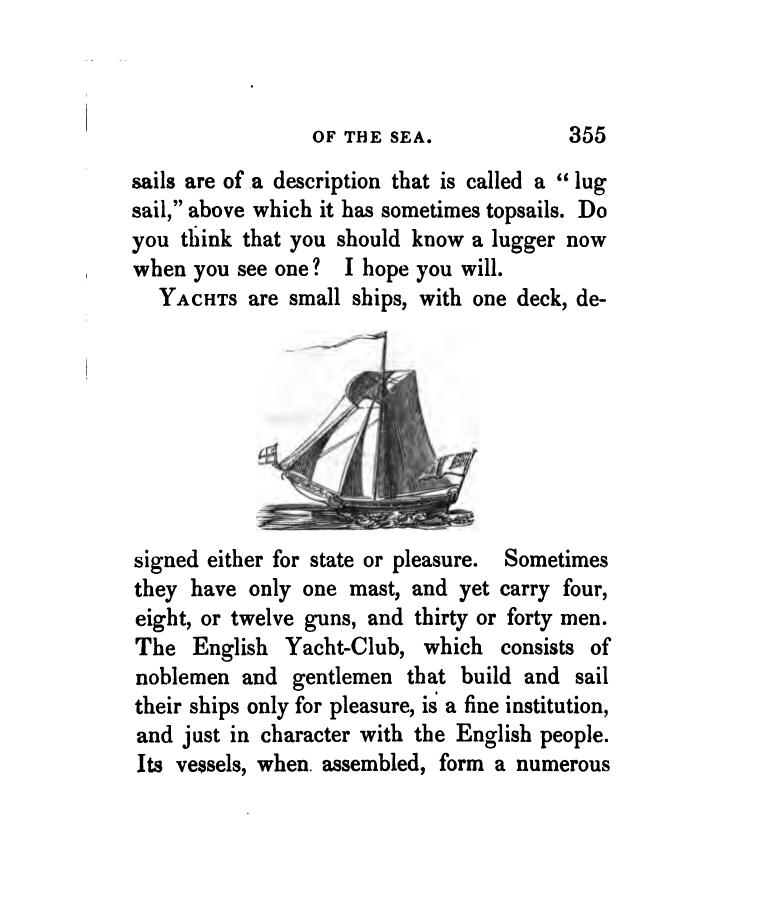 OF THE SEA. 355
sails are of a description that is called a “ lug
sail,” above which it has sometimes topsails. Do
you think that you should know a lugger now
when you see one? I hope you will.
YACHTS are small ships, with one deck, de-
signed either for state or pleasure. Sometimes
they have only one mast, and yet carry four,
eight, or twelve guns, and thirty or forty men.
The English Yacht-Club, which consists of
noblemen and gentlemen that build and sail
their ships only for pleasure, is a fine institution,
and just in character with the English people.
Its vessels, when assembled, form a numerous